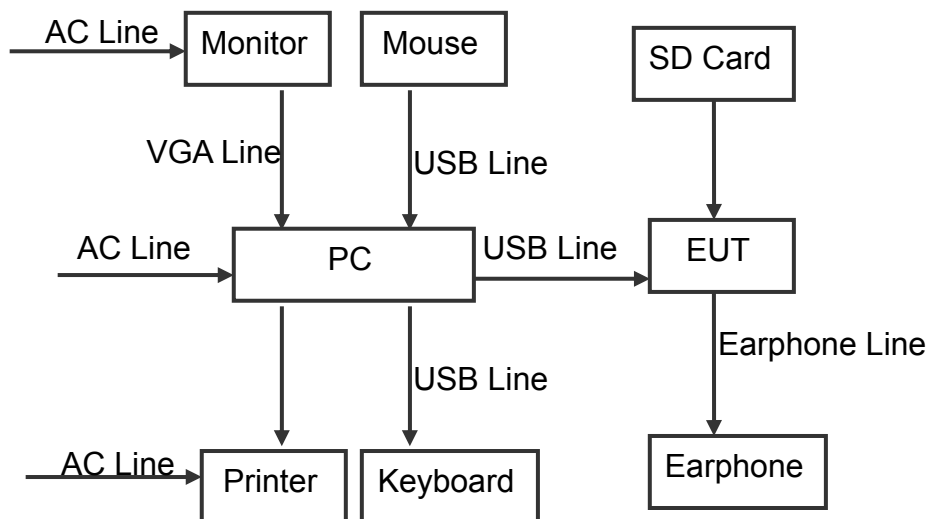 AC Line
Monitor
Mouse
SD Card
VGA Line
USB Line
AC Line
PC
USB Line
EUT
Earphone Line
USB Line
AC Line
Printer
Keyboard
Earphone